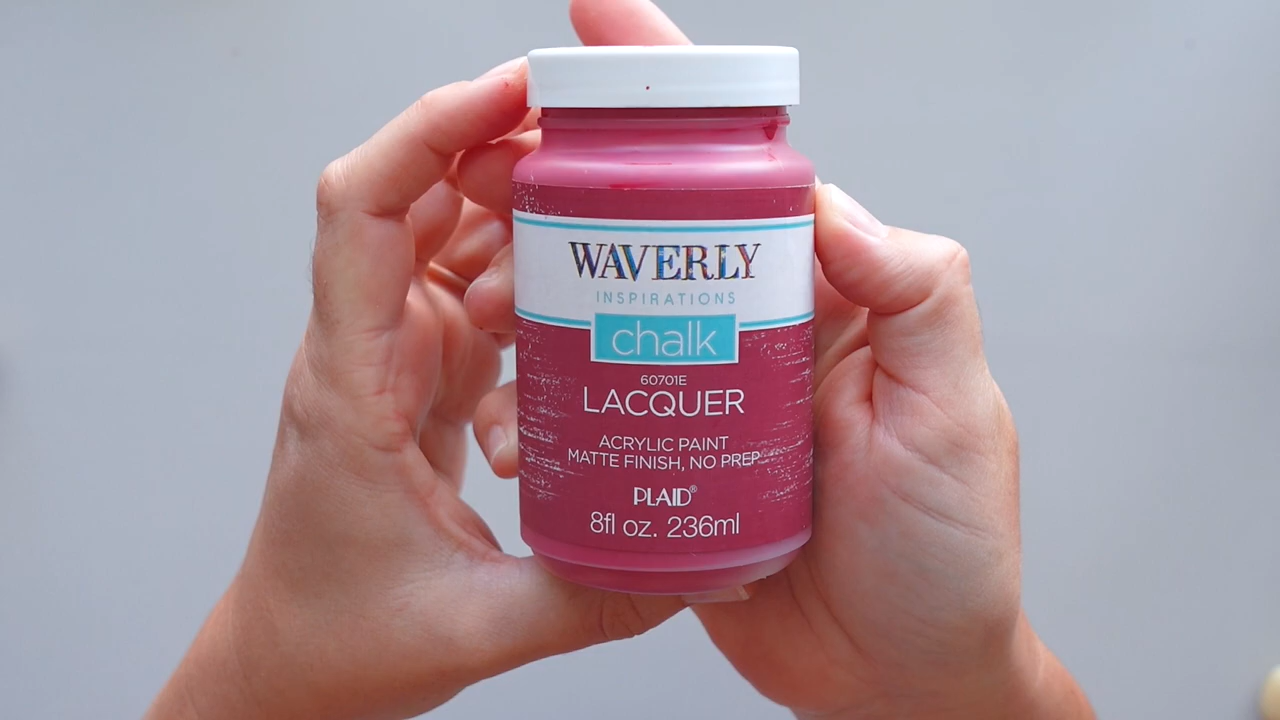 WAVERLY
INSPIRATIONS
chalk
60701E
LACQUER
ACRYLIC PAINT
MATTE FINISH, NO PREP
PLAID®
8fl oz. 236ml